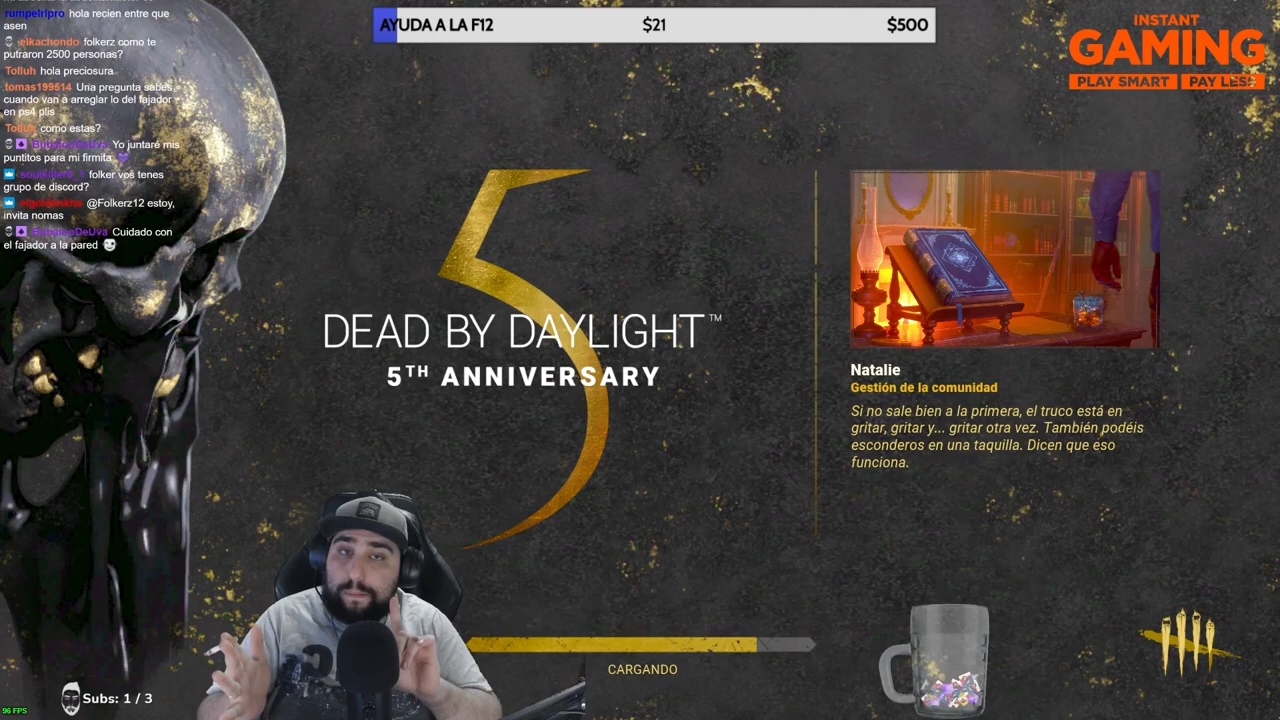 rumpelripro hola recien entre que
asen
elkachondo folkerz como te
putraron 2500 personas?
Tolluh hola preciosura
tomas199514 Una pregunta sabes
cuando van a arreglar lo del fajador
en ps4 plis
como estas?
Yo juntaré mis
puntitos para mi firmita
folker vos tenes
grupo de discord?
@Folkerz12 estoy,
invita nomas
Cuidado con
el fajador a la pared
AYUDA A LA F12 $21 $500
INSTANT
GAMING
PLAY SMART PAY LESS
5
DEAD BY DAYLIGHT™
5TH ANNIVERSARY
Natalie
Gestión de la comunidad
Si no sale bien a la primera, el truco está en
gritar, gritar y... gritar otra vez. También podéis
esconderos en una taquilla. Dicen que eso
funciona.
CARGANDO
Subs: 1 / 3
96 FPS